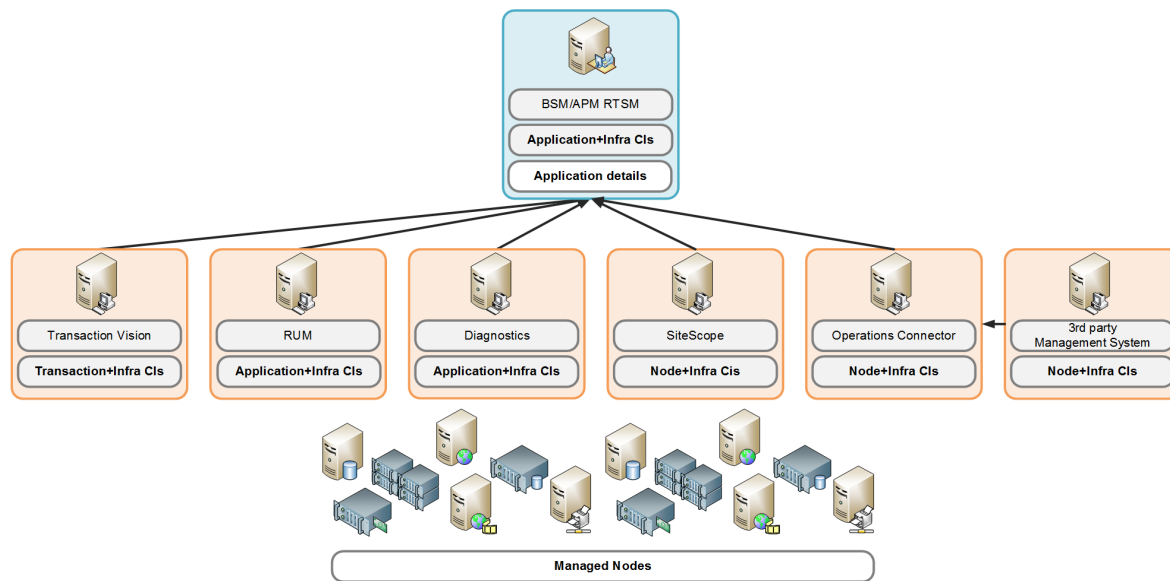 BSM/APM RTSM
Application+Infra CIs
Application details
Transaction Vision
RUM
Diagnostics
SiteScope
Operations Connector
3rd party
Management System
Transaction+Infra CIs
Application+Infra CIs
Application+Infra CIs
Node+Infra Cis
Node+Infra CIs
Node+Infra CIs
Managed Nodes